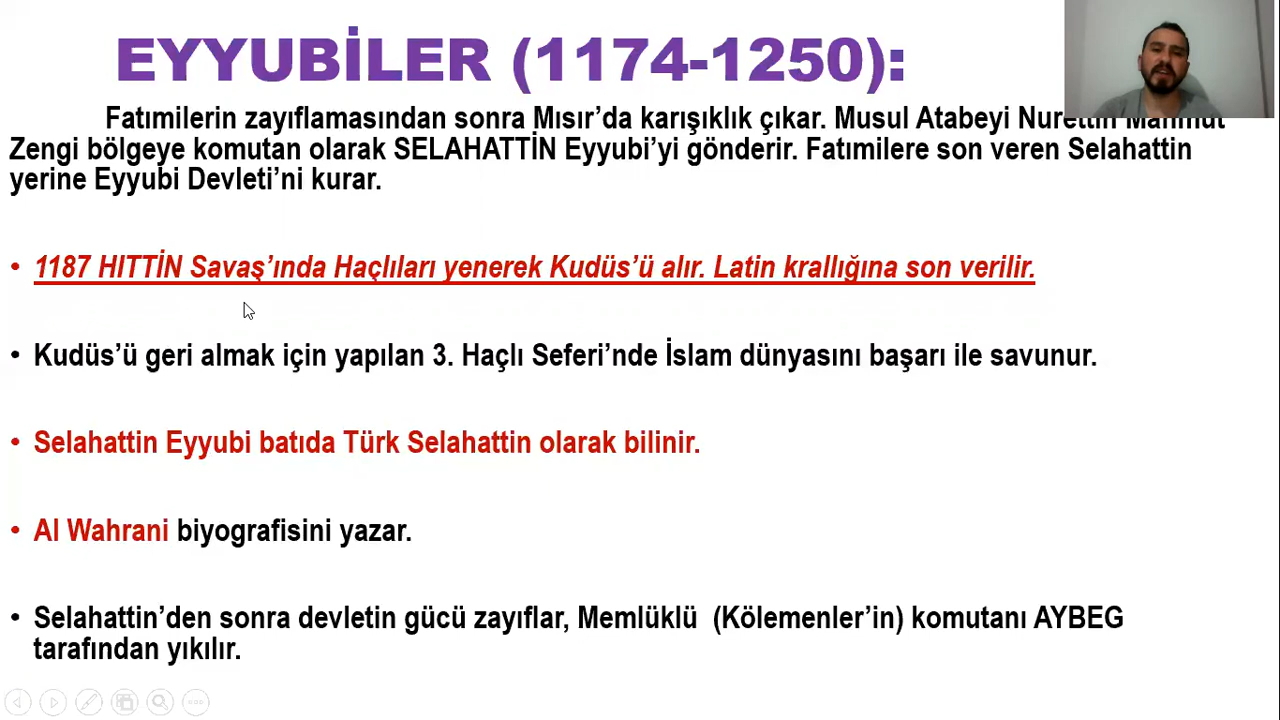 EYYUBİLER (1174-1250):
Fatımilerin zayıflamasından sonra Mısır’da karışıklık çıkar. Musul Atabeyi Nurettin Mahmut
Zengi bölgeye komutan olarak SELAHATTİN Eyyubi’yi gönderir. Fatımilere son veren Selahattin
yerine Eyyubi Devleti’ni kurar.
• 1187 HITTİN Savaş’ında Haçlıları yenerek Kudüs’ü alır. Latin krallığına son verilir.
• Kudüs’ü geri almak için yapılan 3. Haçlı Seferi’nde İslam dünyasını başarı ile savunur.
• Selahattin Eyyubi batıda Türk Selahattin olarak bilinir.
• Al Wahrani biyografisini yazar.
• Selahattin’den sonra devletin gücü zayıflar, Memlüklü (Kölemenler’in) komutanı AYBEG
tarafından yıkılır.